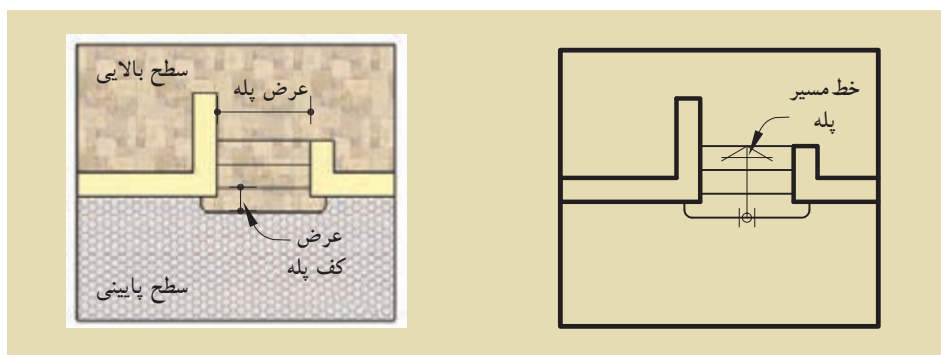 سطح بالایی
عرض پله
عرض
کف پله
سطح پایینی
خط مسیر
پله